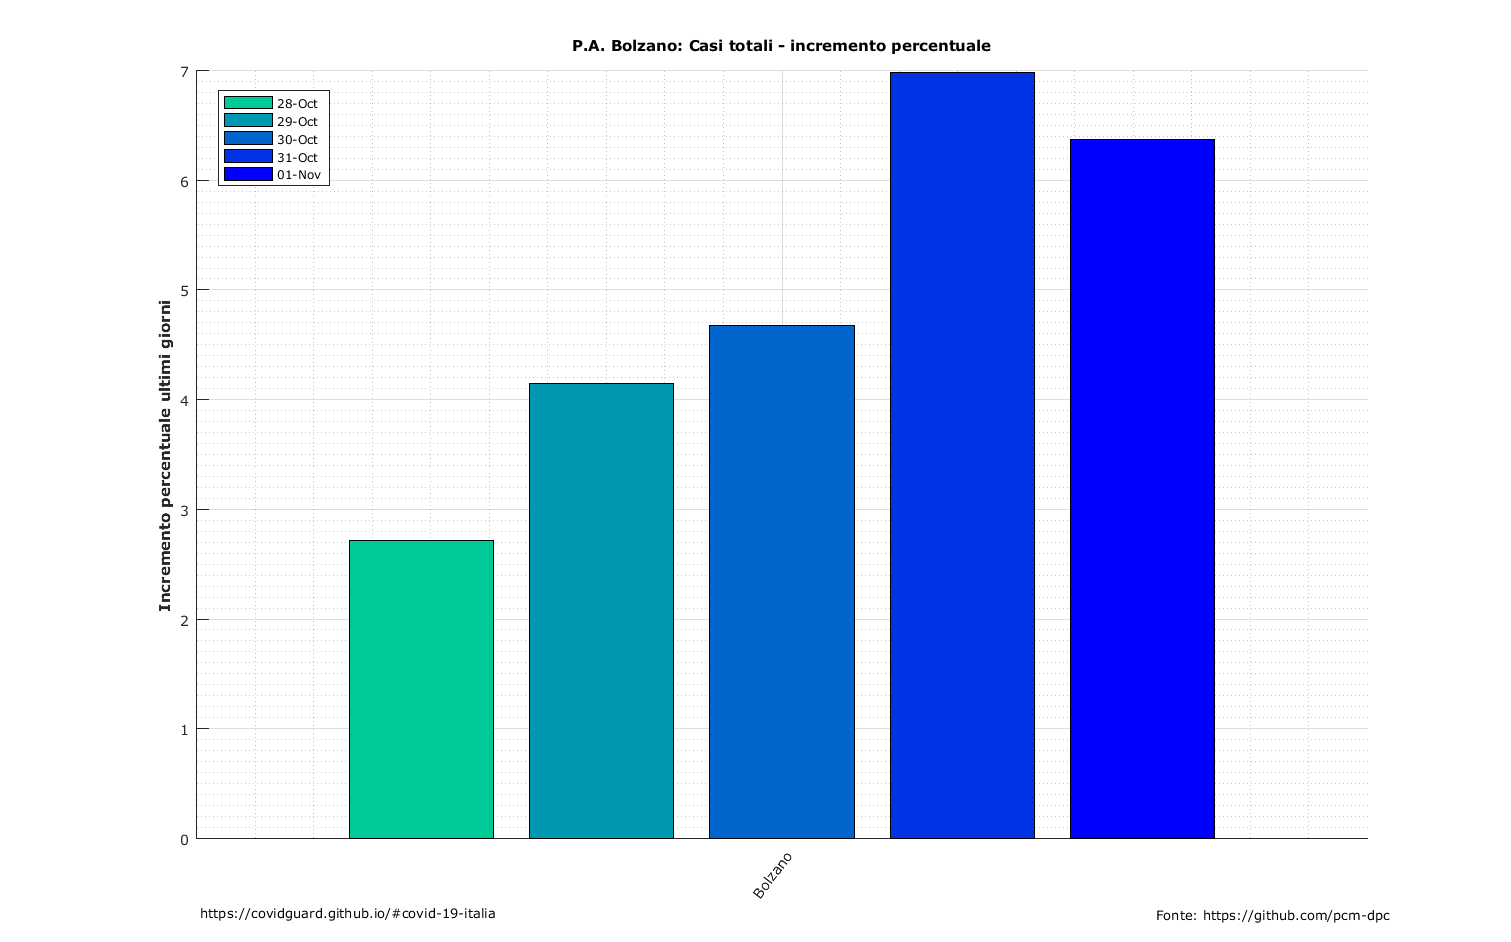 P.A. Bolzano: Casi totali - incremento percentuale
7
6
5
4
3
2
1
0
Incremento percentuale ultimi giorni
28-Oct
29-Oct
30-Oct
31-Oct
01-Nov
Bolzano
https://covidguard.github.io/#covid-19-italia
Fonte: https://github.com/pcm-dpc